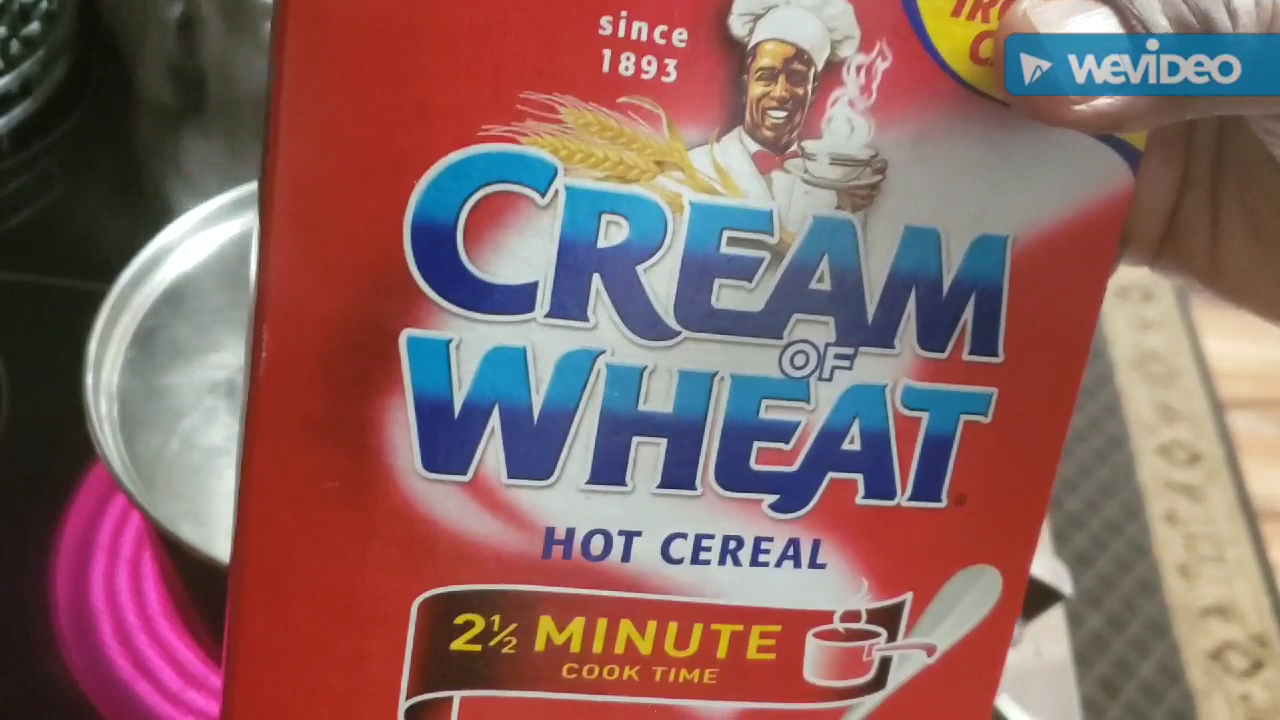 since
1893
WeVIDEO
CREAM
OF
WHEAT
HOT CEREAL
2½ MINUTE
COOK TIME